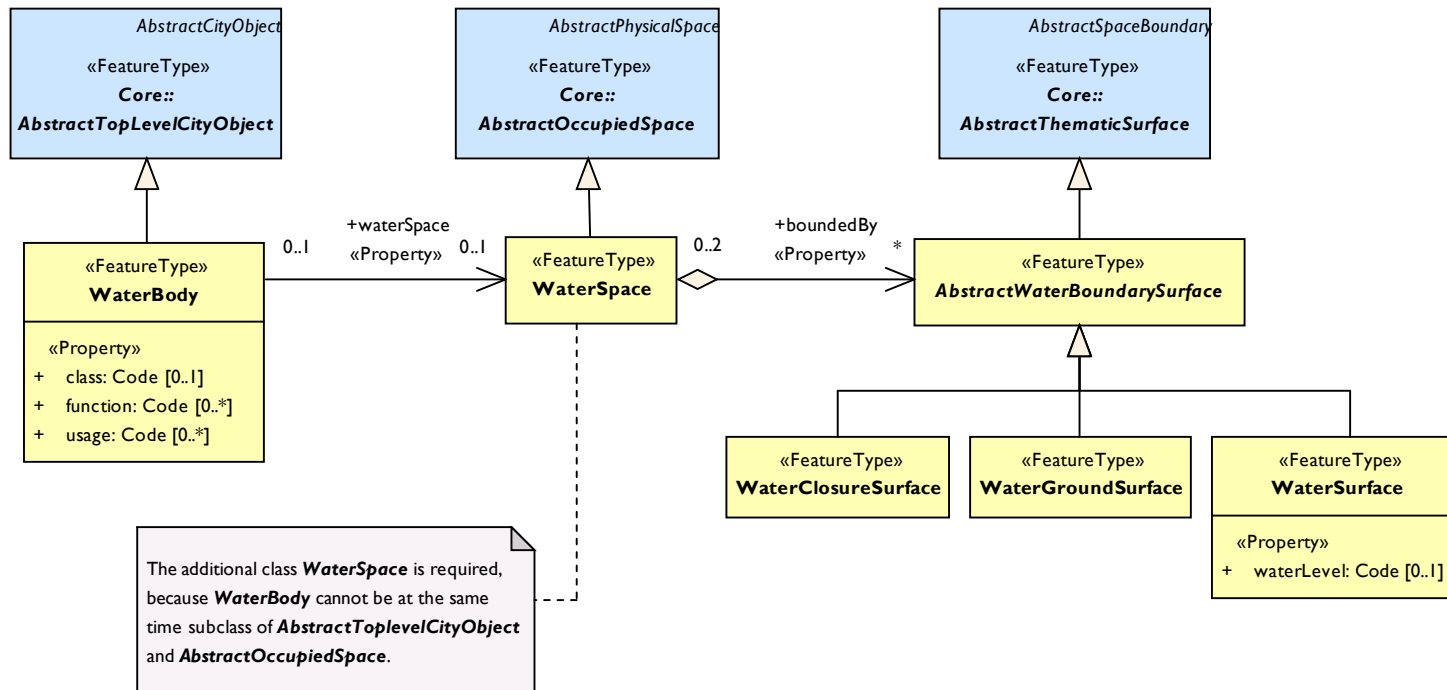 AbstractCityObject
«FeatureType»
Core::
AbstractTopLevelCityObject
AbstractPhysicalSpace
«FeatureType»
Core::
AbstractOccupiedSpace
AbstractSpaceBoundary
«FeatureType»
Core::
AbstractThematicSurface
+waterSpace
0..1
«Property»
0..1
+boundedBy
0..2
«Property»
*
«FeatureType»
WaterBody
«Property»
+ class: Code [0..1]
+ function: Code [0..*]
+ usage: Code [0..*]
«FeatureType»
WaterSpace
«FeatureType»
AbstractWaterBoundarySurface
«FeatureType»
WaterClosureSurface
«FeatureType»
WaterGroundSurface
«FeatureType»
WaterSurface
«Property»
+ waterLevel: Code [0..1]
The additional class WaterSpace is required,
because WaterBody cannot be at the same
time subclass of AbstractToplevelCityObject
and AbstractOccupiedSpace.